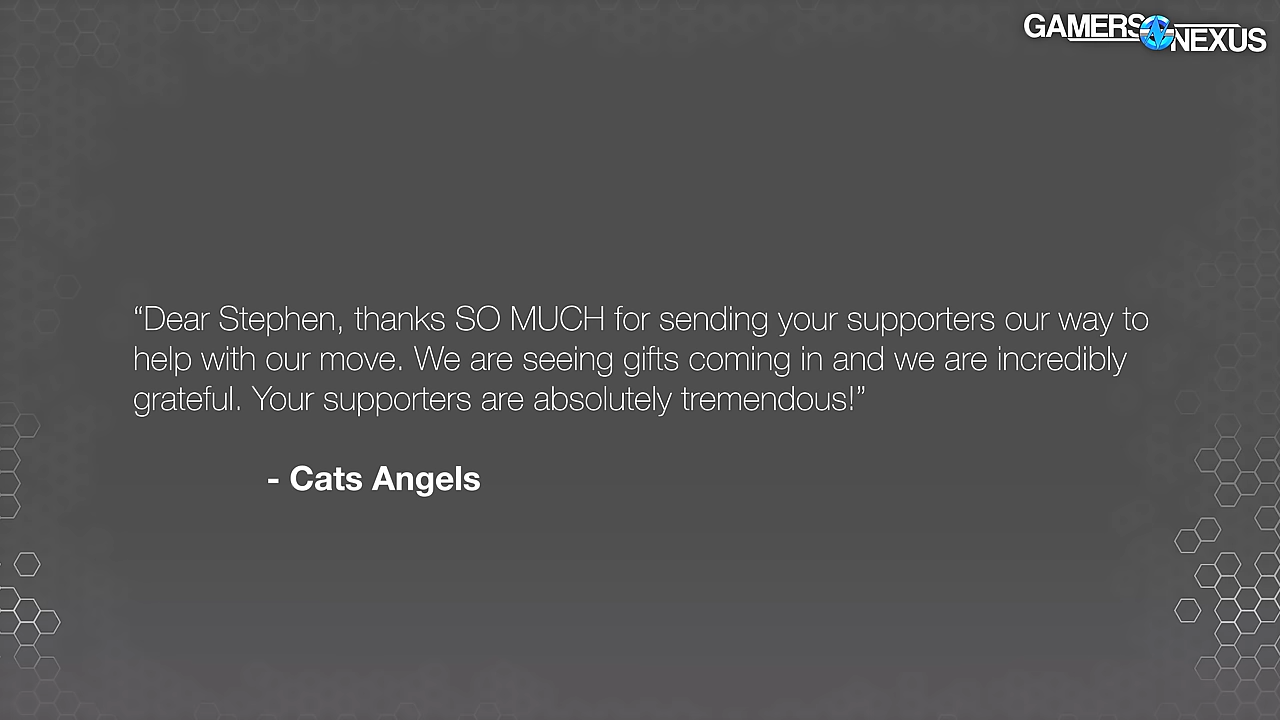 GAMERS NEXUS
“Dear Stephen, thanks SO MUCH for sending your supporters our way to
help with our move. We are seeing gifts coming in and we are incredibly
grateful. Your supporters are absolutely tremendous!”
- Cats Angels